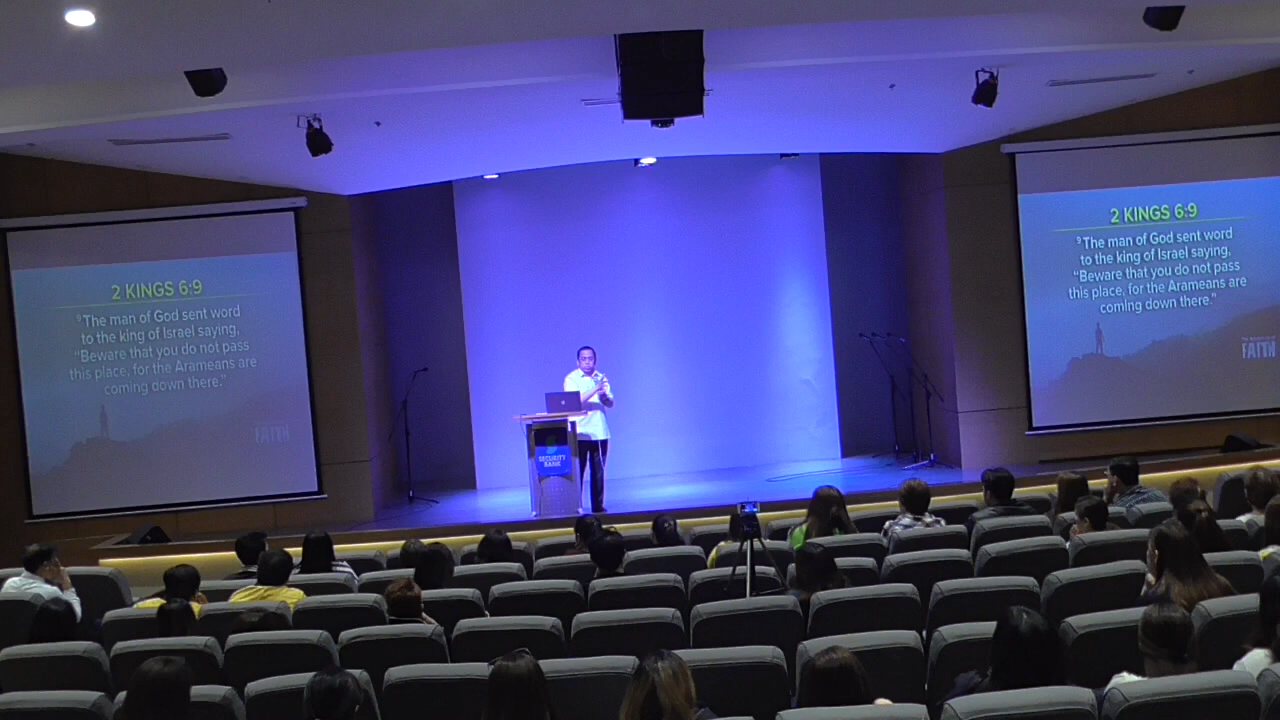 2 KINGS 6:9
⁹The man of God sent word
to the king of Israel saying,
“Beware that you do not pass
this place, for the Arameans are
coming down there.”
FAITH
SECURITY
BANK
2 KINGS 6:9
⁹The man of God sent word
to the king of Israel saying,
“Beware that you do not pass
this place, for the Arameans are
coming down there.”
FAITH